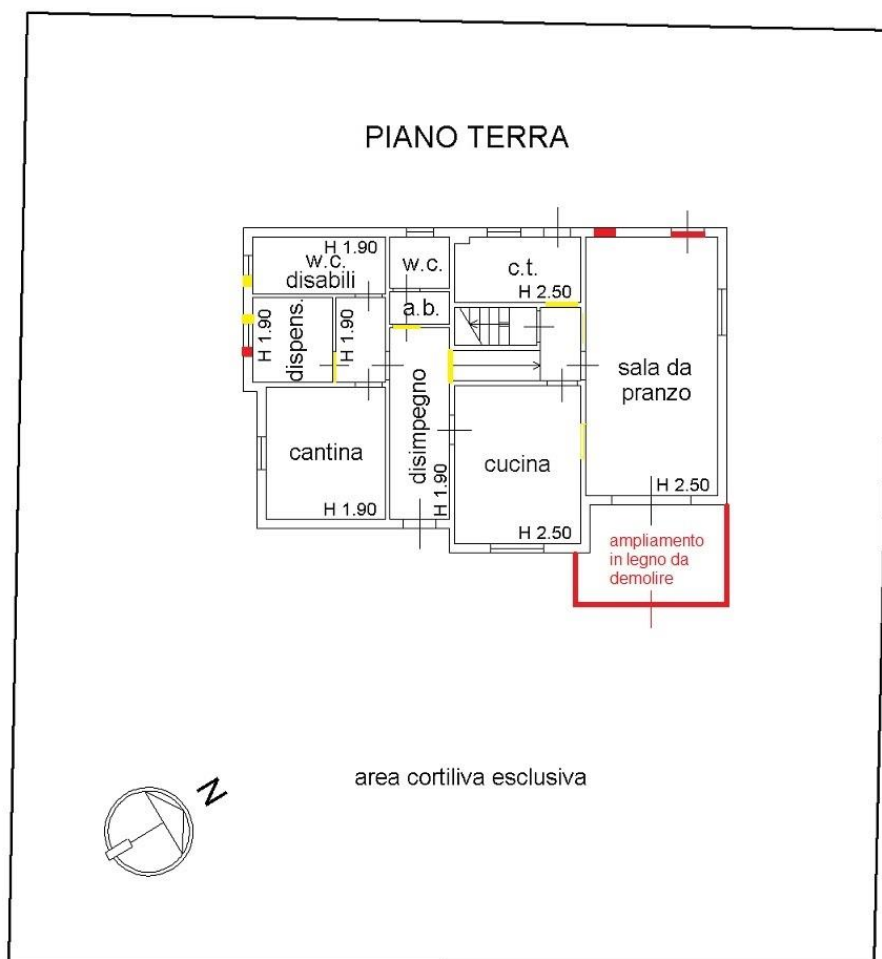 PIANO TERRA
H 1.90
w.c.
disabili
w.c.
c.t.
H 2.50
a.b.
H 1.90
dispens.
H 1.90
sala da
pranzo
disimpegno
cantina
cucina
H 1.90
H 1.90
H 2.50
H 2.50
ampliamento
in legno da
demolire
area cortiliva esclusiva
N